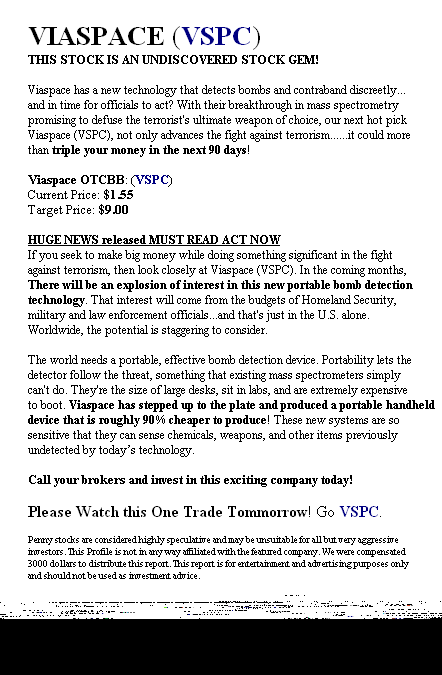 VIASPACE (VSPC)
THIS STOCK IS AN UNDISCOVERED STOCK GEM!
Viaspace has a new technology that detects bombs and contraband discreetly...
and in time for officials to act? With their breakthrough in mass spectrometry
promising to defuse the terrorist's ultimate weapon of choice, our next hot pick
Viaspace (VSPC), not only advances the fight against terrorism......it could more
than triple your money in the next 90 days!
Viaspace OTCBB: (VSPC)
Current Price: $1.55
Target Price: $9.00
HUGE NEWS released MUST READ ACT NOW
If you seek to make big money while doing something significant in the fight
against terrorism, then look closely at Viaspace (VSPC). In the coming months,
There will be an explosion of interest in this new portable bomb detection
technology. That interest will come from the budgets of Homeland Security,
military and law enforcement officials...and that's just in the U.S. alone.
Worldwide, the potential is staggering to consider.
The world needs a portable, effective bomb detection device. Portability lets the
detector follow the threat, something that existing mass spectrometers simply
can't do. They're the size of large desks, sit in labs, and are extremely expensive
to boot. Viaspace has stepped up to the plate and produced a portable handheld
device that is roughly 90% cheaper to produce! These new systems are so
sensitive that they can sense chemicals, weapons, and other items previously
undetected by today's technology.
Call your brokers and invest in this exciting company today!
Please Watch this One Trade Tommorrow! Go VSPC.
Penny stocks are considered highly speculative and may be unsuitable for all but very aggressive
investors. This Profile is not in any way affiliated with the featured company. We were compensated
3000 dollars to distribute this report. This report is for entertainment and advertising purposes only
and should not be used as investment advice.